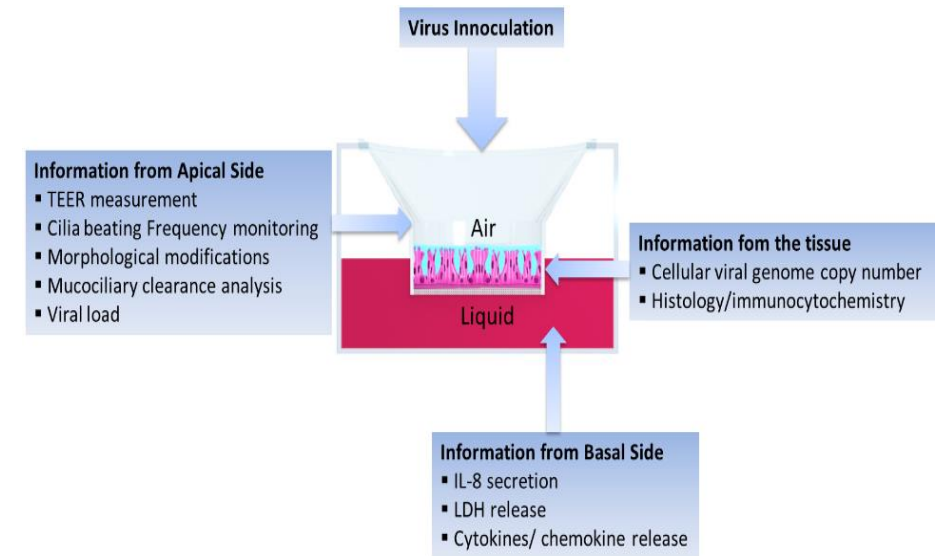 Virus Innoculation
Information from Apical Side
▪ TEER measurement
▪ Cilia beating Frequency monitoring
▪ Morphological modifications
▪ Mucociliary clearance analysis
▪ Viral load
Air
Liquid
Information fom the tissue
▪ Cellular viral genome copy number
▪ Histology/immunocytochemistry
Information from Basal Side
▪ IL-8 secretion
▪ LDH release
▪ Cytokines/ chemokine release